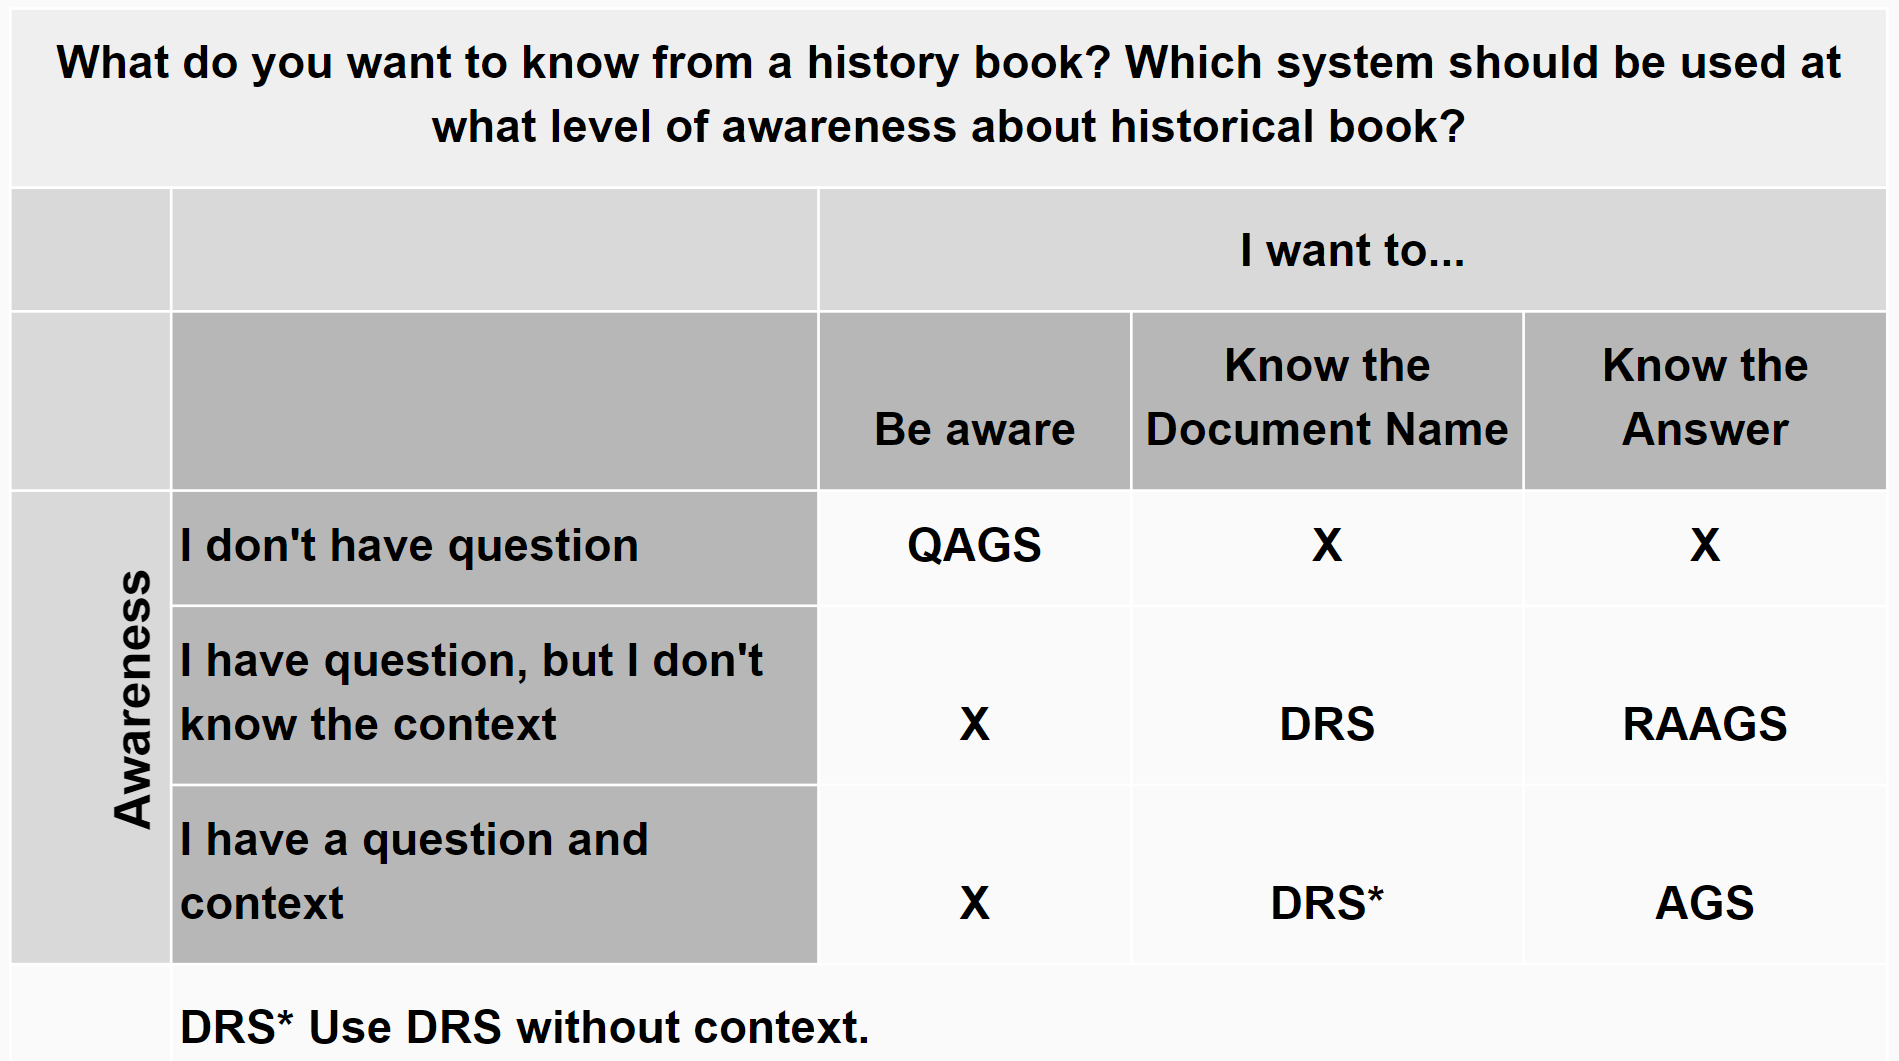 What do you want to know from a history book? Which system should be used at
what level of awareness about historical book?
I want to...
Be aware
Know the
Document Name
Know the
Answer
Awareness
I don't have question
QAGS
X
X
I have question, but I don't
know the context
X
DRS
RAAGS
I have a question and
context
X
DRS*
AGS
DRS* Use DRS without context.